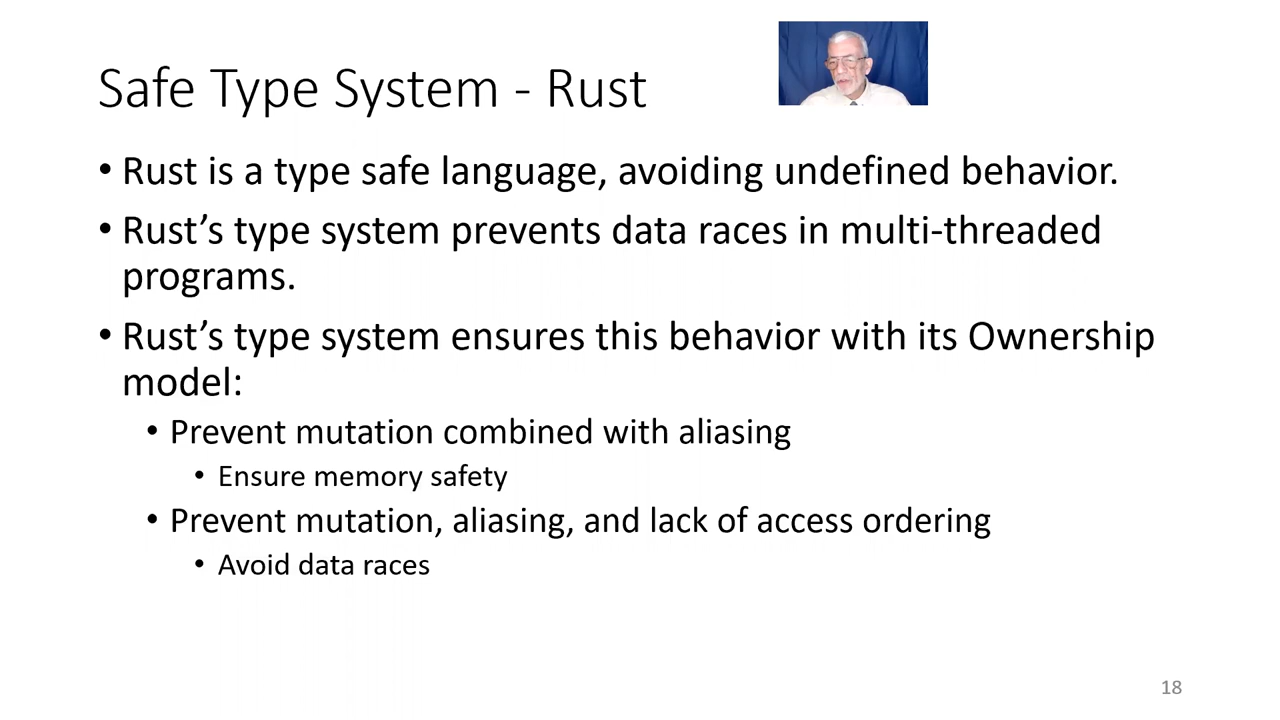 Safe Type System - Rust
• Rust is a type safe language, avoiding undefined behavior.
• Rust’s type system prevents data races in multi-threaded
programs.
• Rust’s type system ensures this behavior with its Ownership
model:
• Prevent mutation combined with aliasing
• Ensure memory safety
• Prevent mutation, aliasing, and lack of access ordering
• Avoid data races
18